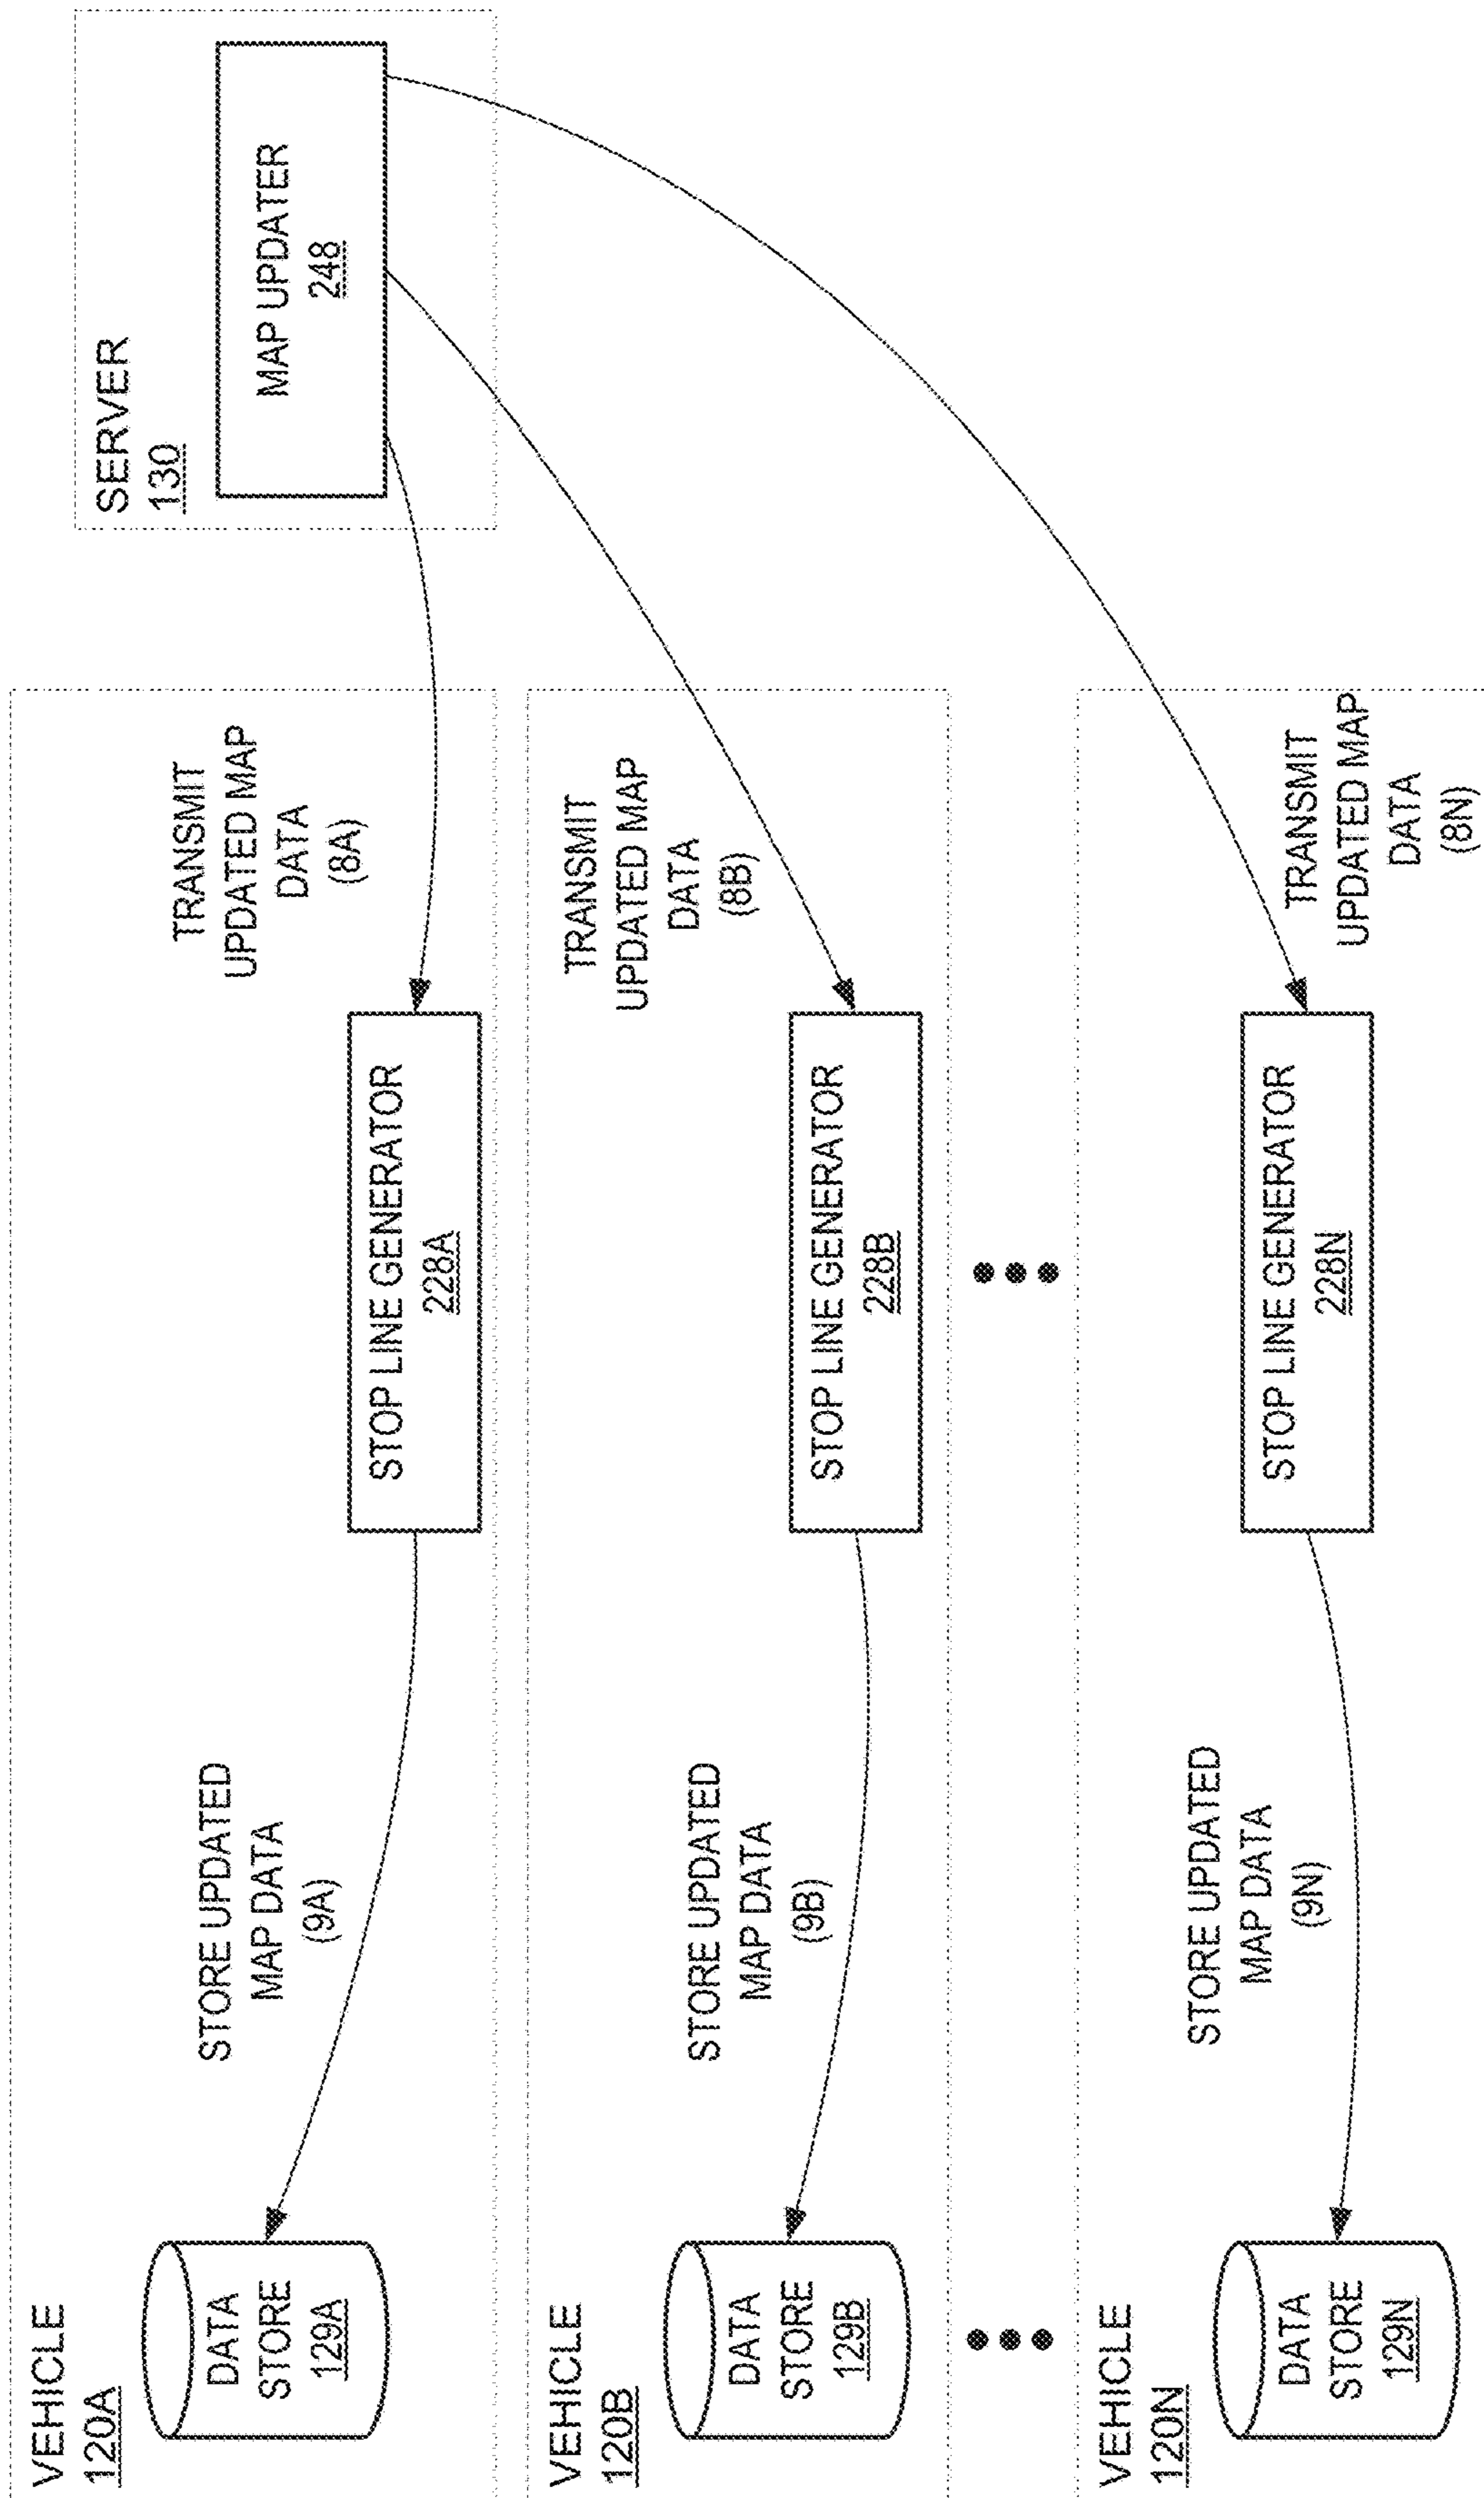 VEHICLE
120A
DATA
STORE
129A
STORE UPDATED
MAP DATA
(9A)
STOP LINE GENERATOR
228A
TRANSMIT
UPDATED MAP
DATA
(8A)
SERVER
130
MAP UPDATER
248
VEHICLE
120B
DATA
STORE
129B
STORE UPDATED
MAP DATA
(9B)
STOP LINE GENERATOR
228B
TRANSMIT
UPDATED MAP
DATA
(8B)
VEHICLE
120N
DATA
STORE
129N
STORE UPDATED
MAP DATA
(9N)
STOP LINE GENERATOR
228N
TRANSMIT
UPDATED MAP
DATA
(8N)